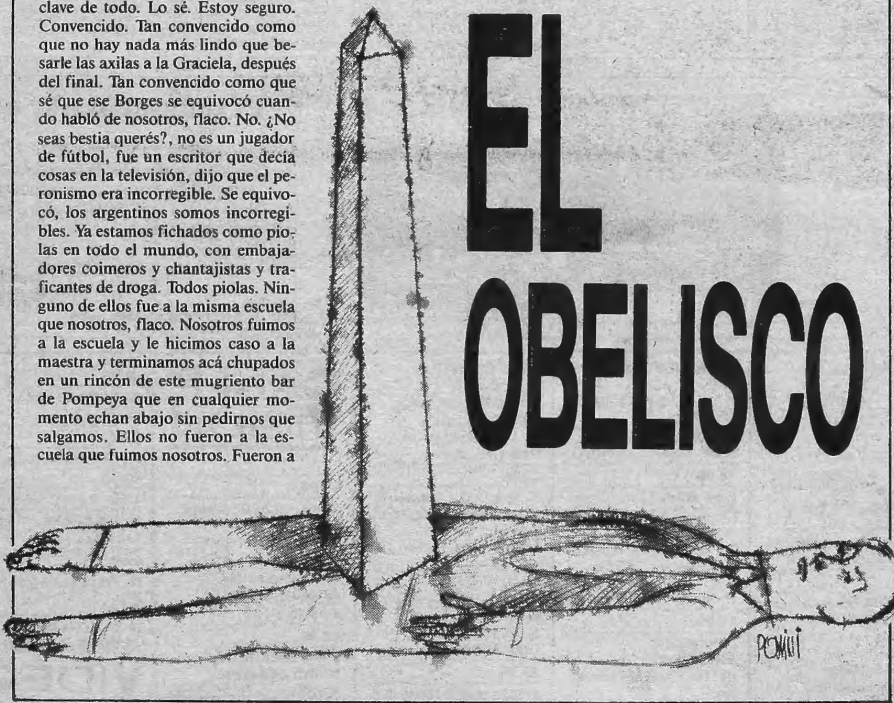 clave de todo. Lo sé. Estoy seguro.
Convencido. Tan convencido como
que no hay nada más lindo que be-
sarle las axilas a la Graciela, después
del final. Tan convencido como que
sé que ese Borges se equivocó cuan-
do habló de nosotros, flaco. No. ¿No
seas bestia querés?, no es un jugador
de fútbol, fue un escritor que decía
cosas en la televisión, dijo que el pe-
ronismo era incorregible. Se equivo-
có, los argentinos somos incorregi-
bles. Ya estamos fichados como pio-
las en todo el mundo, con embaja-
dores coimeros y chantajistas y tra-
ficantes de droga. Todos piolas. Nin-
guno de ellos fue a la misma escuela
que nosotros, flaco. Nosotros fuimos
a la escuela y le hicimos caso a la
maestra y terminamos acá chupados
en un rincón de este mugriento bar
de Pompeya que en cualquier mo-
mento echan abajo sin pedirnos que
salgamos. Ellos no fueron a la es-
cuela que fuimos nosotros. Fueron a
EL
OBELISCO